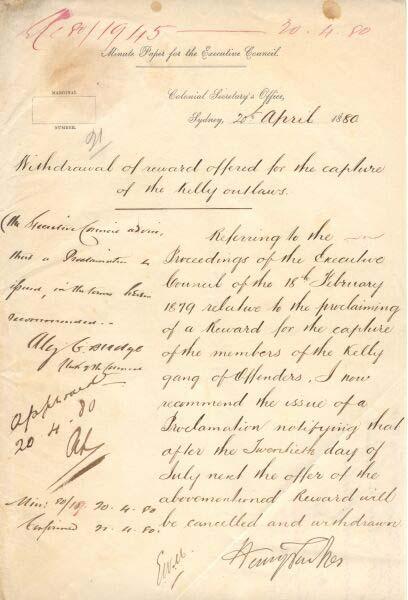 Ex 80/1945 — 20.4.80
Minute Paper for the Executive Council.
MARGINAL
NUMBER.
21
Colonial Secretary's Office,
Sydney, 20th April 1880
Withdrawal of reward offered for the capture
of the Kelly outlaws.
The Executive Council advise
that a Proclamation be
issued, in the terms herein
recommended.
Alex C. Budge
Clerk of the Council
approved
20.4.80
Min: 80/19. 20.4.80.
Confirmed 21.4.80.
Referring to the
Proceedings of the Executive
Council of the 18th February
1879 relative to the proclaiming
of a Reward for the capture
of the members of the Kelly
gang of Offenders, I now
recommend the issue of a
Proclamation notifying that
after the Twentieth day of
July next the offer of the
abovementioned Reward will
be cancelled and withdrawn
Henry Parkes